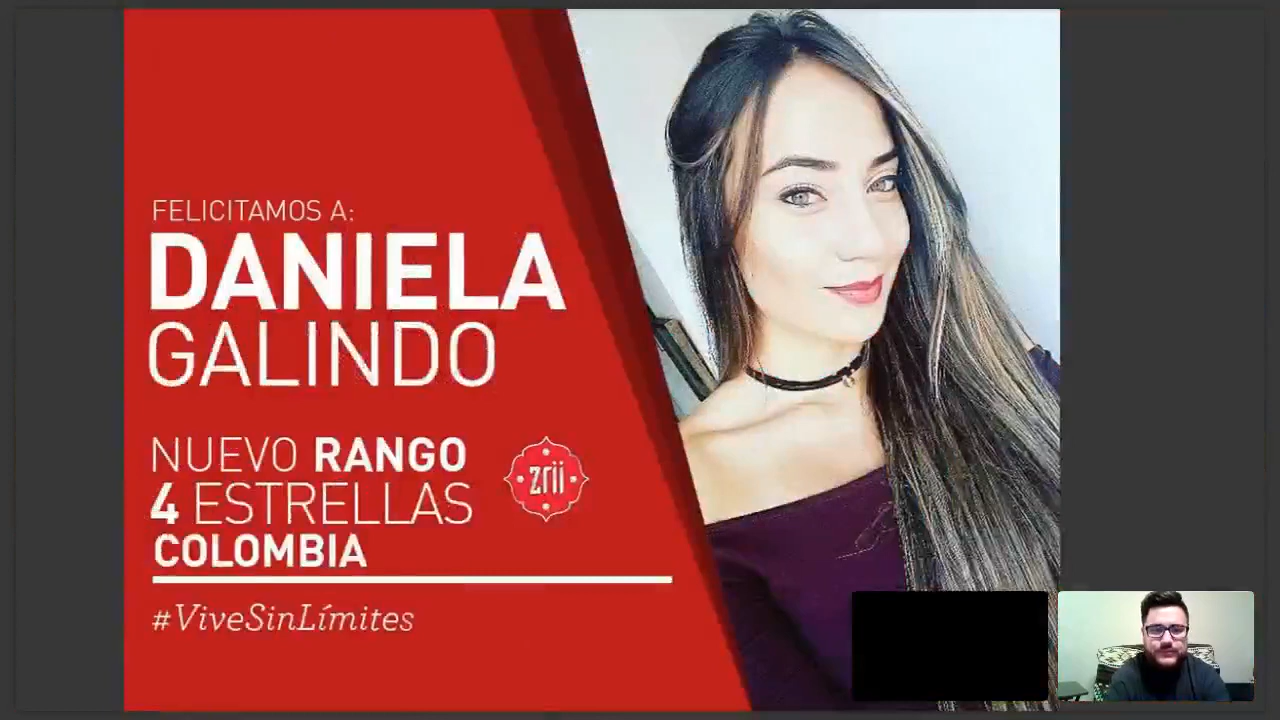 FELICITAMOS A:
DANIELA
GALINDO
NUEVO RANGO
4 ESTRELLAS
COLOMBIA
zrii
#ViveSinLímites